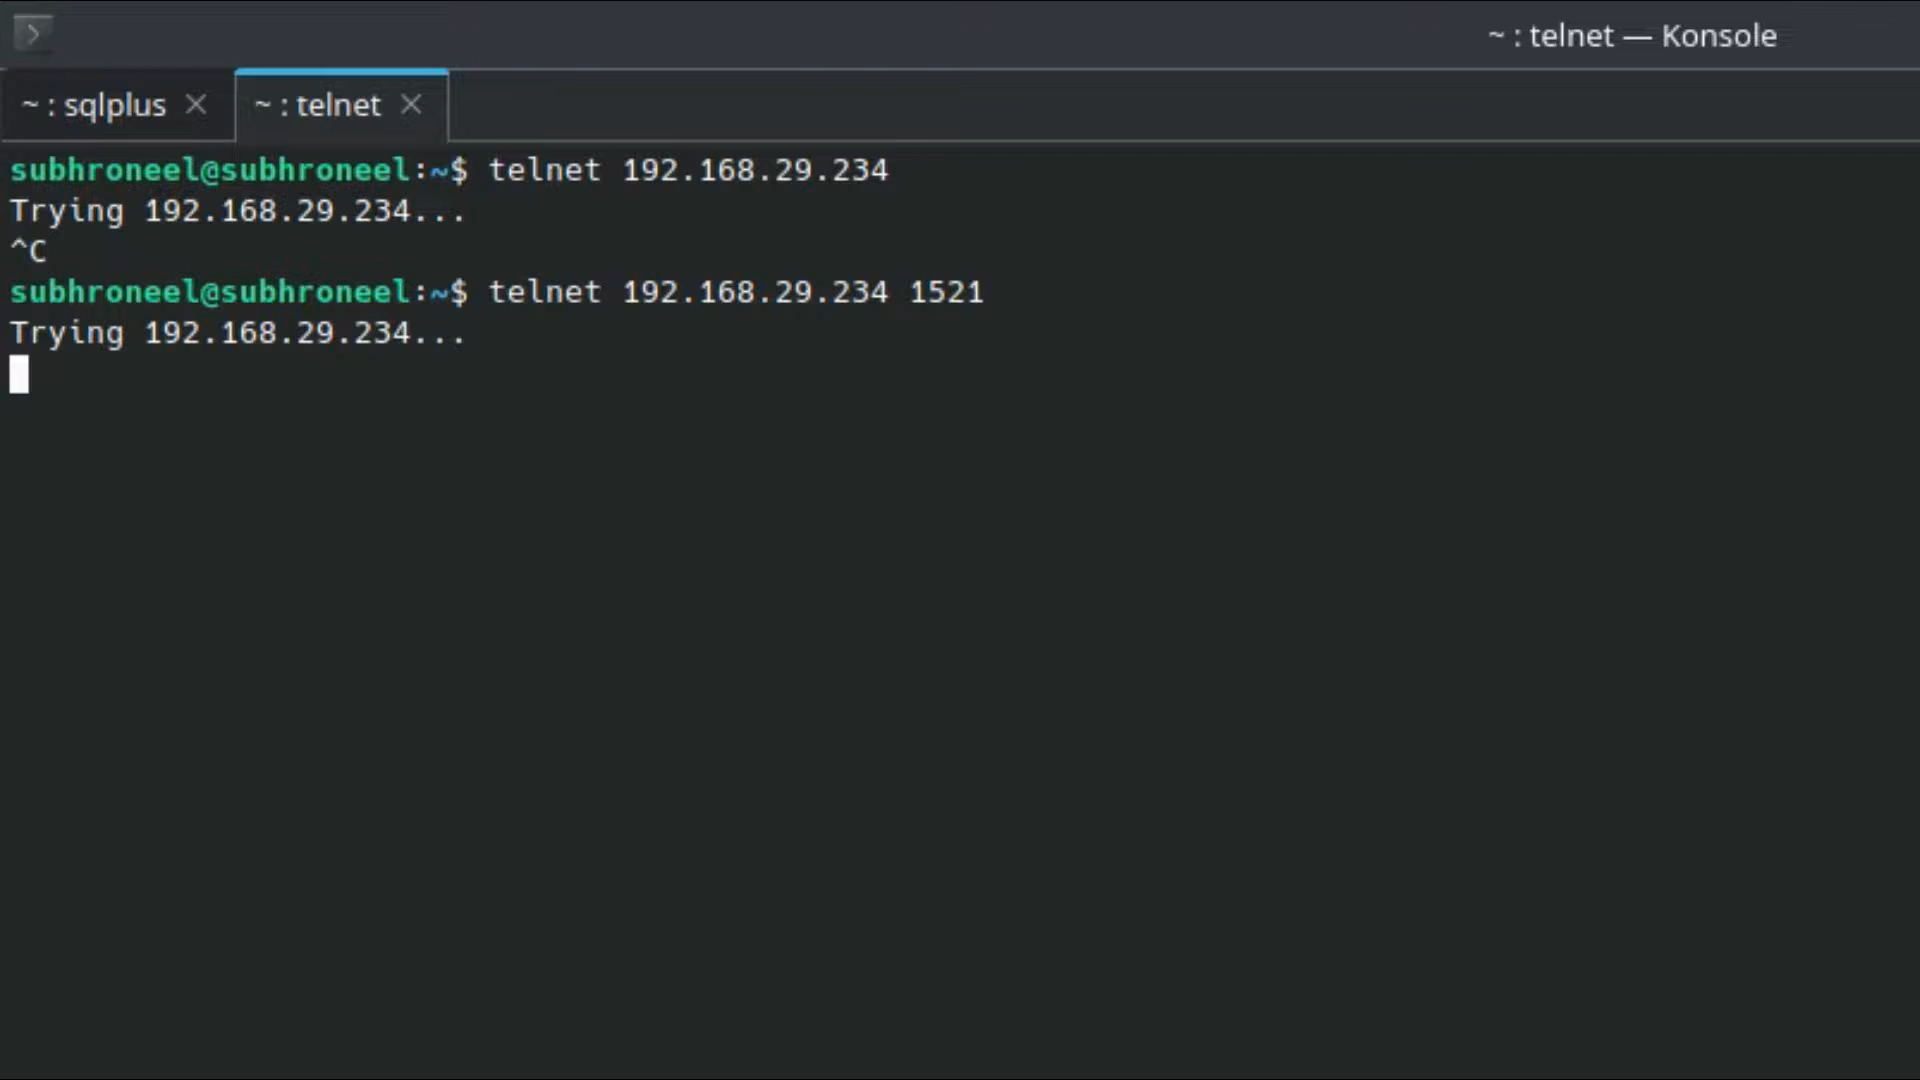 ~ : telnet — Konsole
~ : sqlplus
~ : telnet
subhroneel@subhroneel:~$ telnet 192.168.29.234
Trying 192.168.29.234...
^C
subhroneel@subhroneel:~$ telnet 192.168.29.234 1521
Trying 192.168.29.234...